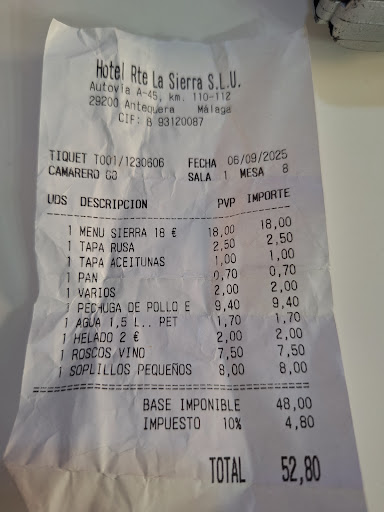 Hotel Rte La Sierra S.L.U.
Autovia A-45, km. 110-112
29200 Antequera Málaga
CIF: B 93120087
TIQUET T001/1230606 FECHA 06/09/2025
CAMARERO 03 SALA 1 MESA 8
UDS DESCRIPCION PVP IMPORTE
1 MENU SIERRA 18 € 18,00 18,00
1 TAPA RUSA 2,50 2,50
1 TAPA ACEITUNAS 1,00 1,00
1 PAN 0,70 0,70
1 VARIOS 2,00 2,00
1 PECHUGA DE POLLO E 9,40 9,40
1 AGUA 1,5 L.. PET 1,70 1,70
1 HELADO 2 € 2,00 2,00
1 ROSCOS VINO 7,50 7,50
1 SOPLILLOS PEQUEÑOS 8,00 8,00
BASE IMPONIBLE 48,00
IMPUESTO 10% 4,80
TOTAL 52,80